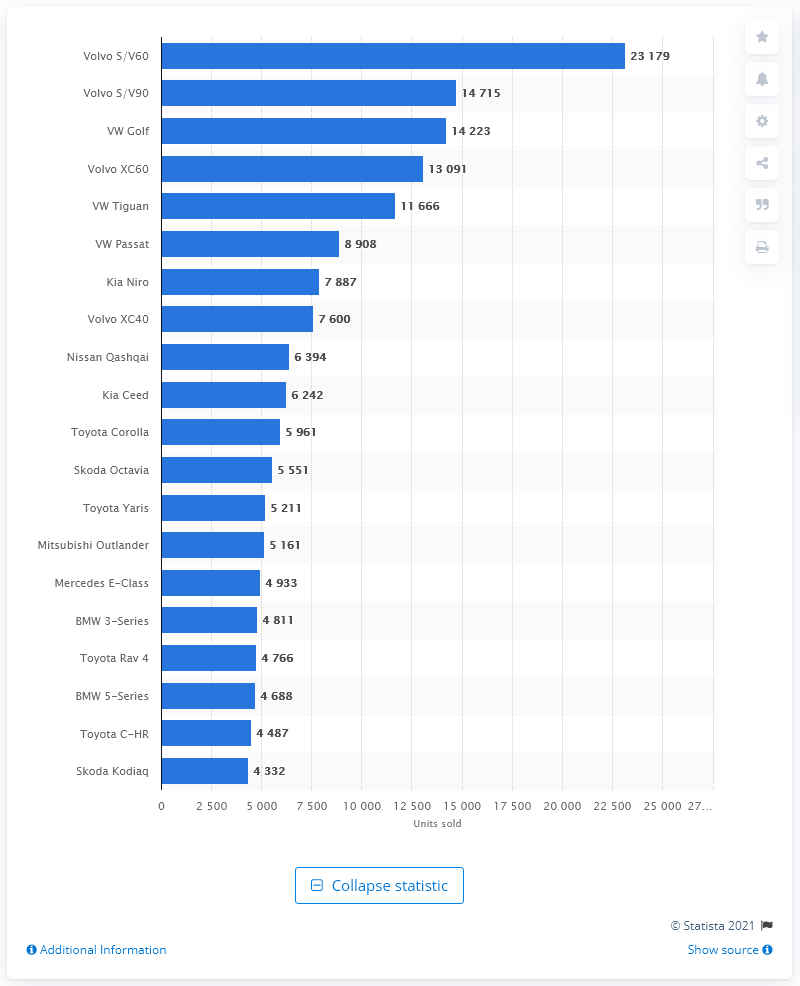 Volvo S/V60 23 179
Volvo S/V90 14 715
VW Golf 14 223
Volvo XC60 13 091
VW Tiguan 11 666
VW Passat 8 908
Kia Niro 7 887
Volvo XC40 7 600
Nissan Qashqai 6 394
Kia Ceed 6 242
Toyota Corolla 5 961
Skoda Octavia 5 551
Toyota Yaris 5 211
Mitsubishi Outlander 5 161
Mercedes E-Class 4 933
BMW 3-Series 4 811
Toyota Rav 4 4 766
BMW 5-Series 4 688
Toyota C-HR 4 487
Skoda Kodiaq 4 332
0 2 500 5 000 7 500 10 000 12 500 15 000 17 500 20 000 22 500 25 000 27...
Units sold
Collapse statistic
© Statista 2021
Additional Information Show source